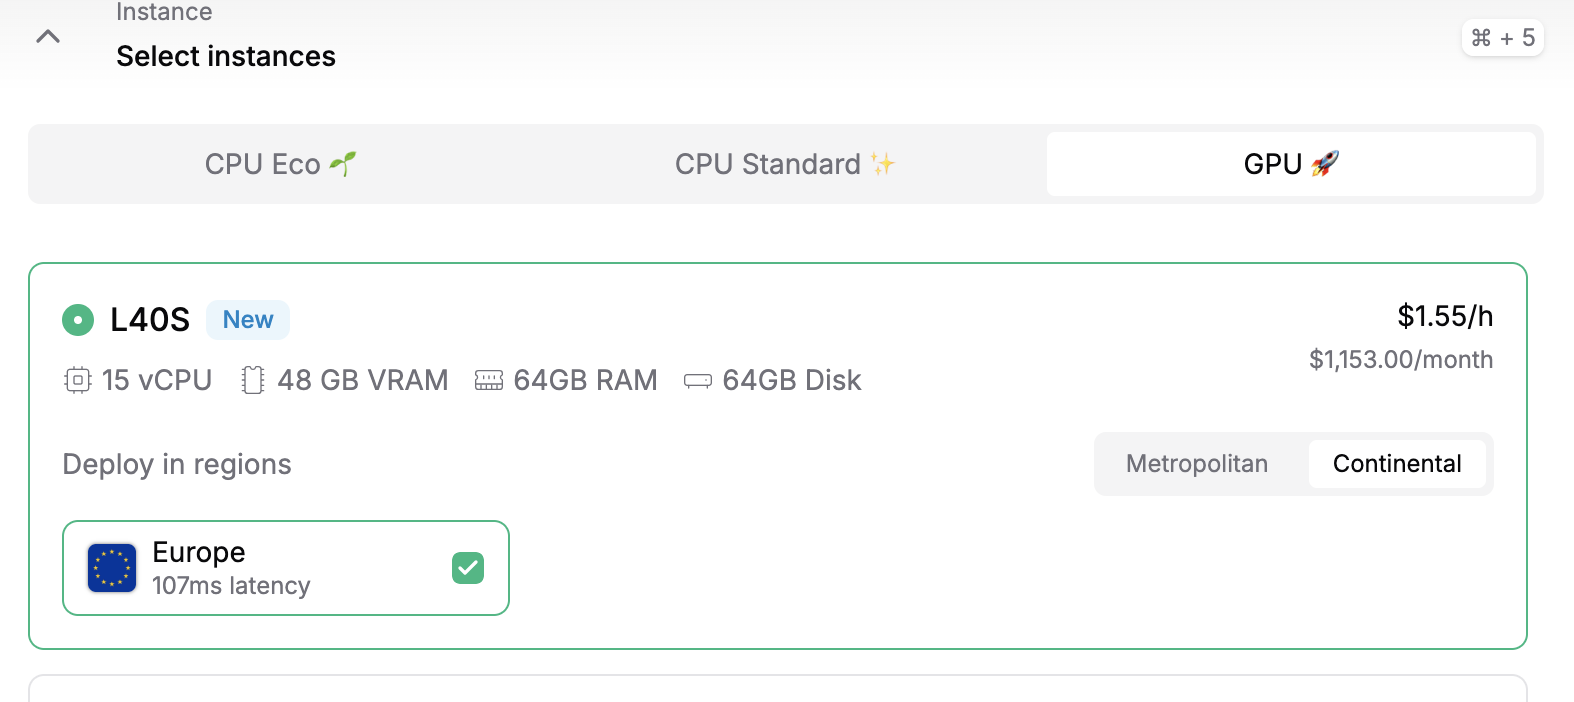 Instance
Select instances
⌘ + 5
CPU Eco 🌱
CPU Standard ✨
GPU 🚀
L40S New
$1.55/h
$1,153.00/month
15 vCPU 48 GB VRAM 64GB RAM 64GB Disk
Deploy in regions
Metropolitan
Continental
Europe
107ms latency